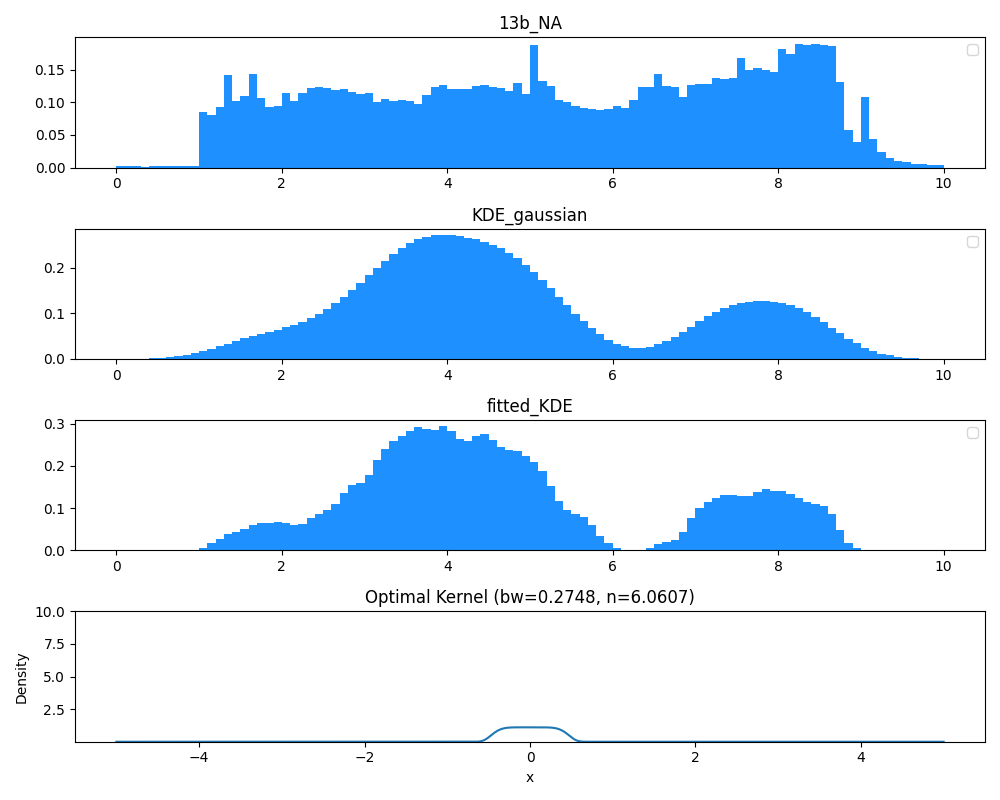 13b_NA
0.15
0.10
0.05
0.00
0 2 4 6 8 10
KDE_gaussian
0.2
0.1
0.0
0 2 4 6 8 10
fitted_KDE
0.3
0.2
0.1
0.0
0 2 4 6 8 10
Optimal Kernel (bw=0.2748, n=6.0607)
10.0
7.5
5.0
2.5
Density
−4 −2 0 2 4
x